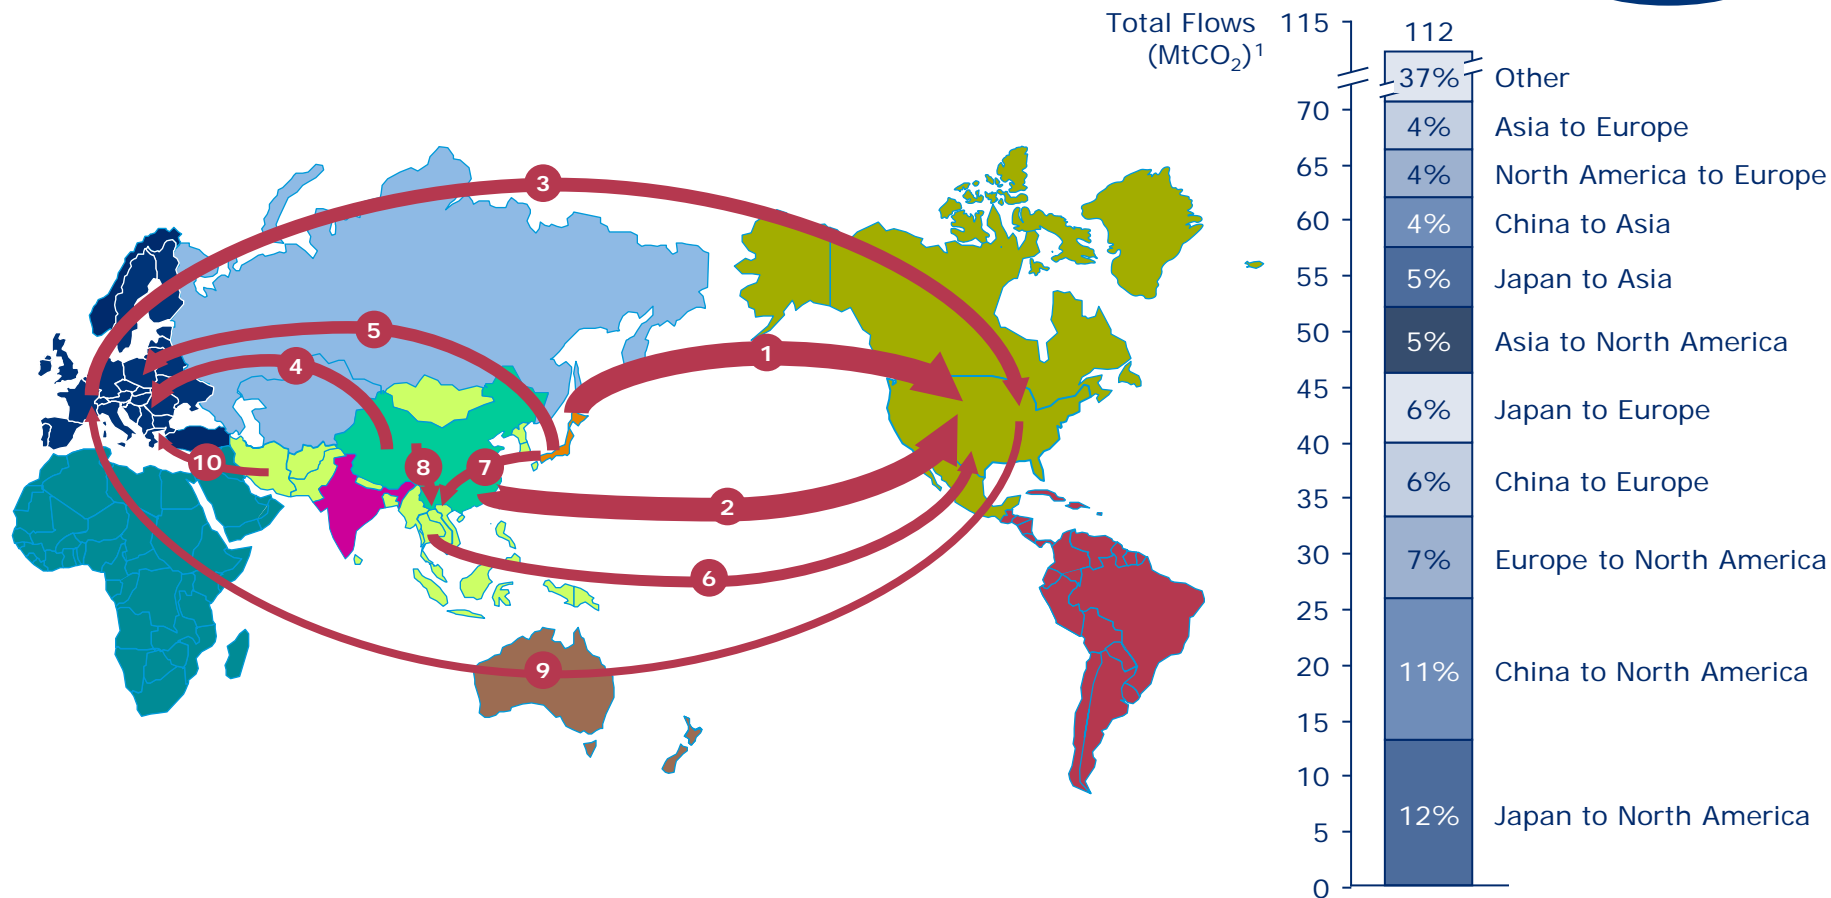 Total Flows
(MtCO₂)¹
115
70
65
60
55
50
45
40
35
30
25
20
15
10
5
0
112
37% Other
4% Asia to Europe
4% North America to Europe
4% China to Asia
5% Japan to Asia
5% Asia to North America
6% Japan to Europe
6% China to Europe
7% Europe to North America
11% China to North America
12% Japan to North America
3
5
1
4
10
8
7
2
6
9